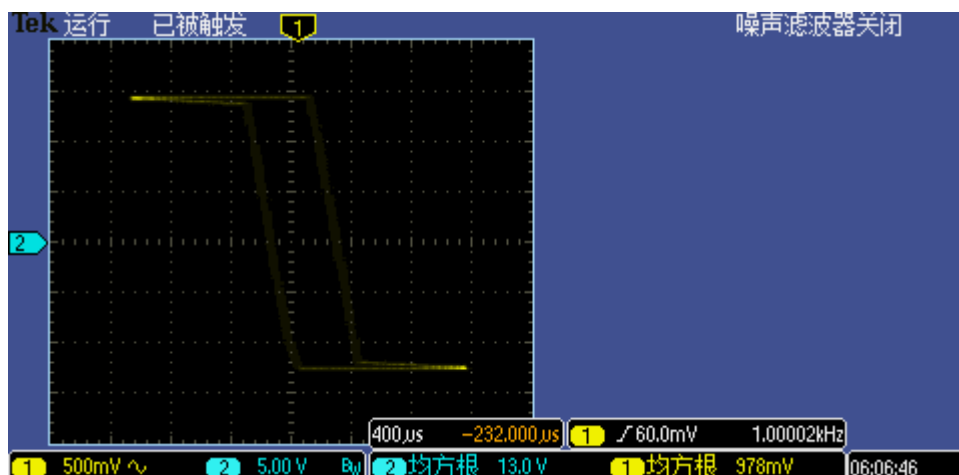 Tek 运行 已被触发 1 噪声滤波器关闭
2
400µs -232.000µs 1 60.0mV 1.00002kHz
1 500mV 2 5.00 V BW 2 均方根 13.0 V 1 均方根 978mV 06:06:46